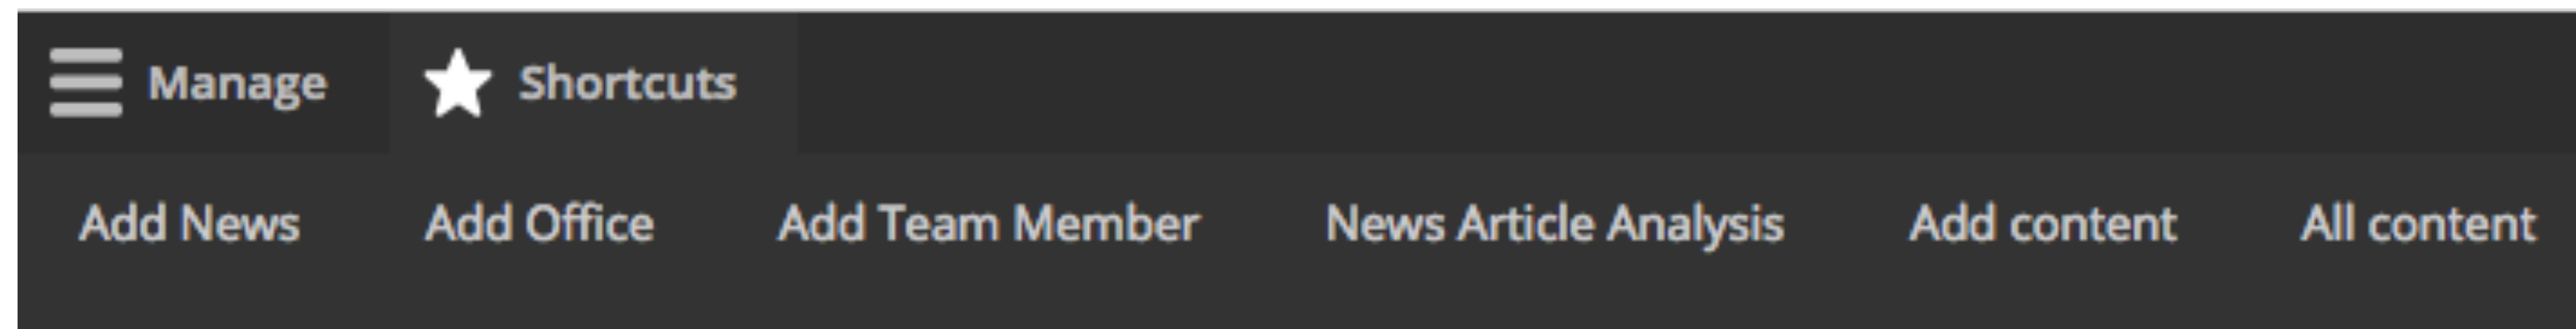 Manage Shortcuts
Add News Add Office Add Team Member News Article Analysis Add content All content